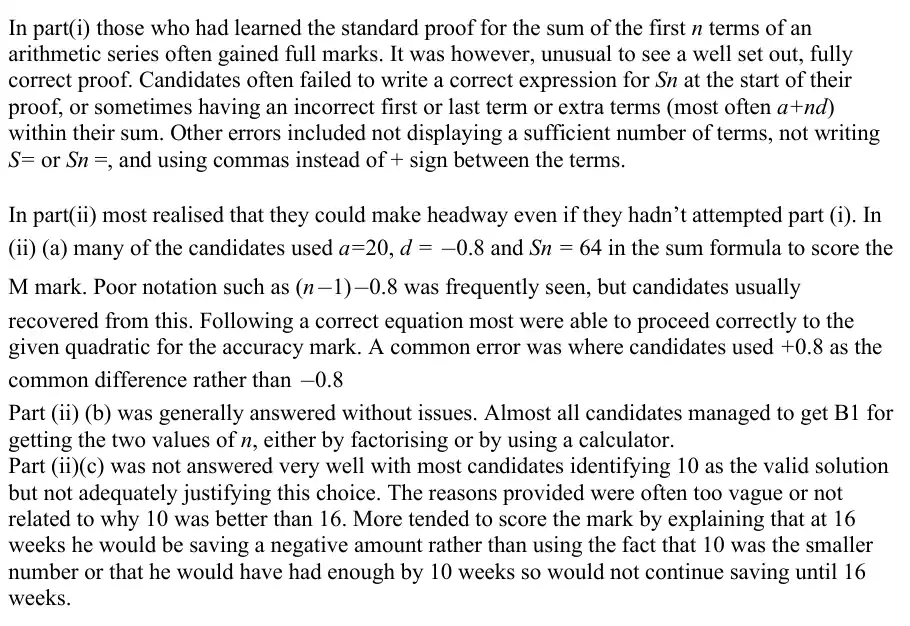 In part(i) those who had learned the standard proof for the sum of the first n terms of an
arithmetic series often gained full marks. It was however, unusual to see a well set out, fully
correct proof. Candidates often failed to write a correct expression for Sn at the start of their
proof, or sometimes having an incorrect first or last term or extra terms (most often a+nd)
within their sum. Other errors included not displaying a sufficient number of terms, not writing
S= or Sn =, and using commas instead of + sign between the terms.
In part(ii) most realised that they could make headway even if they hadn't attempted part (i). In
(ii) (a) many of the candidates used a=20, d = −0.8 and Sn = 64 in the sum formula to score the
M mark. Poor notation such as (n−1)−0.8 was frequently seen, but candidates usually
recovered from this. Following a correct equation most were able to proceed correctly to the
given quadratic for the accuracy mark. A common error was where candidates used +0.8 as the
common difference rather than −0.8
Part (ii) (b) was generally answered without issues. Almost all candidates managed to get B1 for
getting the two values of n, either by factorising or by using a calculator.
Part (ii)(c) was not answered very well with most candidates identifying 10 as the valid solution
but not adequately justifying this choice. The reasons provided were often too vague or not
related to why 10 was better than 16. More tended to score the mark by explaining that at 16
weeks he would be saving a negative amount rather than using the fact that 10 was the smaller
number or that he would have had enough by 10 weeks so would not continue saving until 16
weeks.